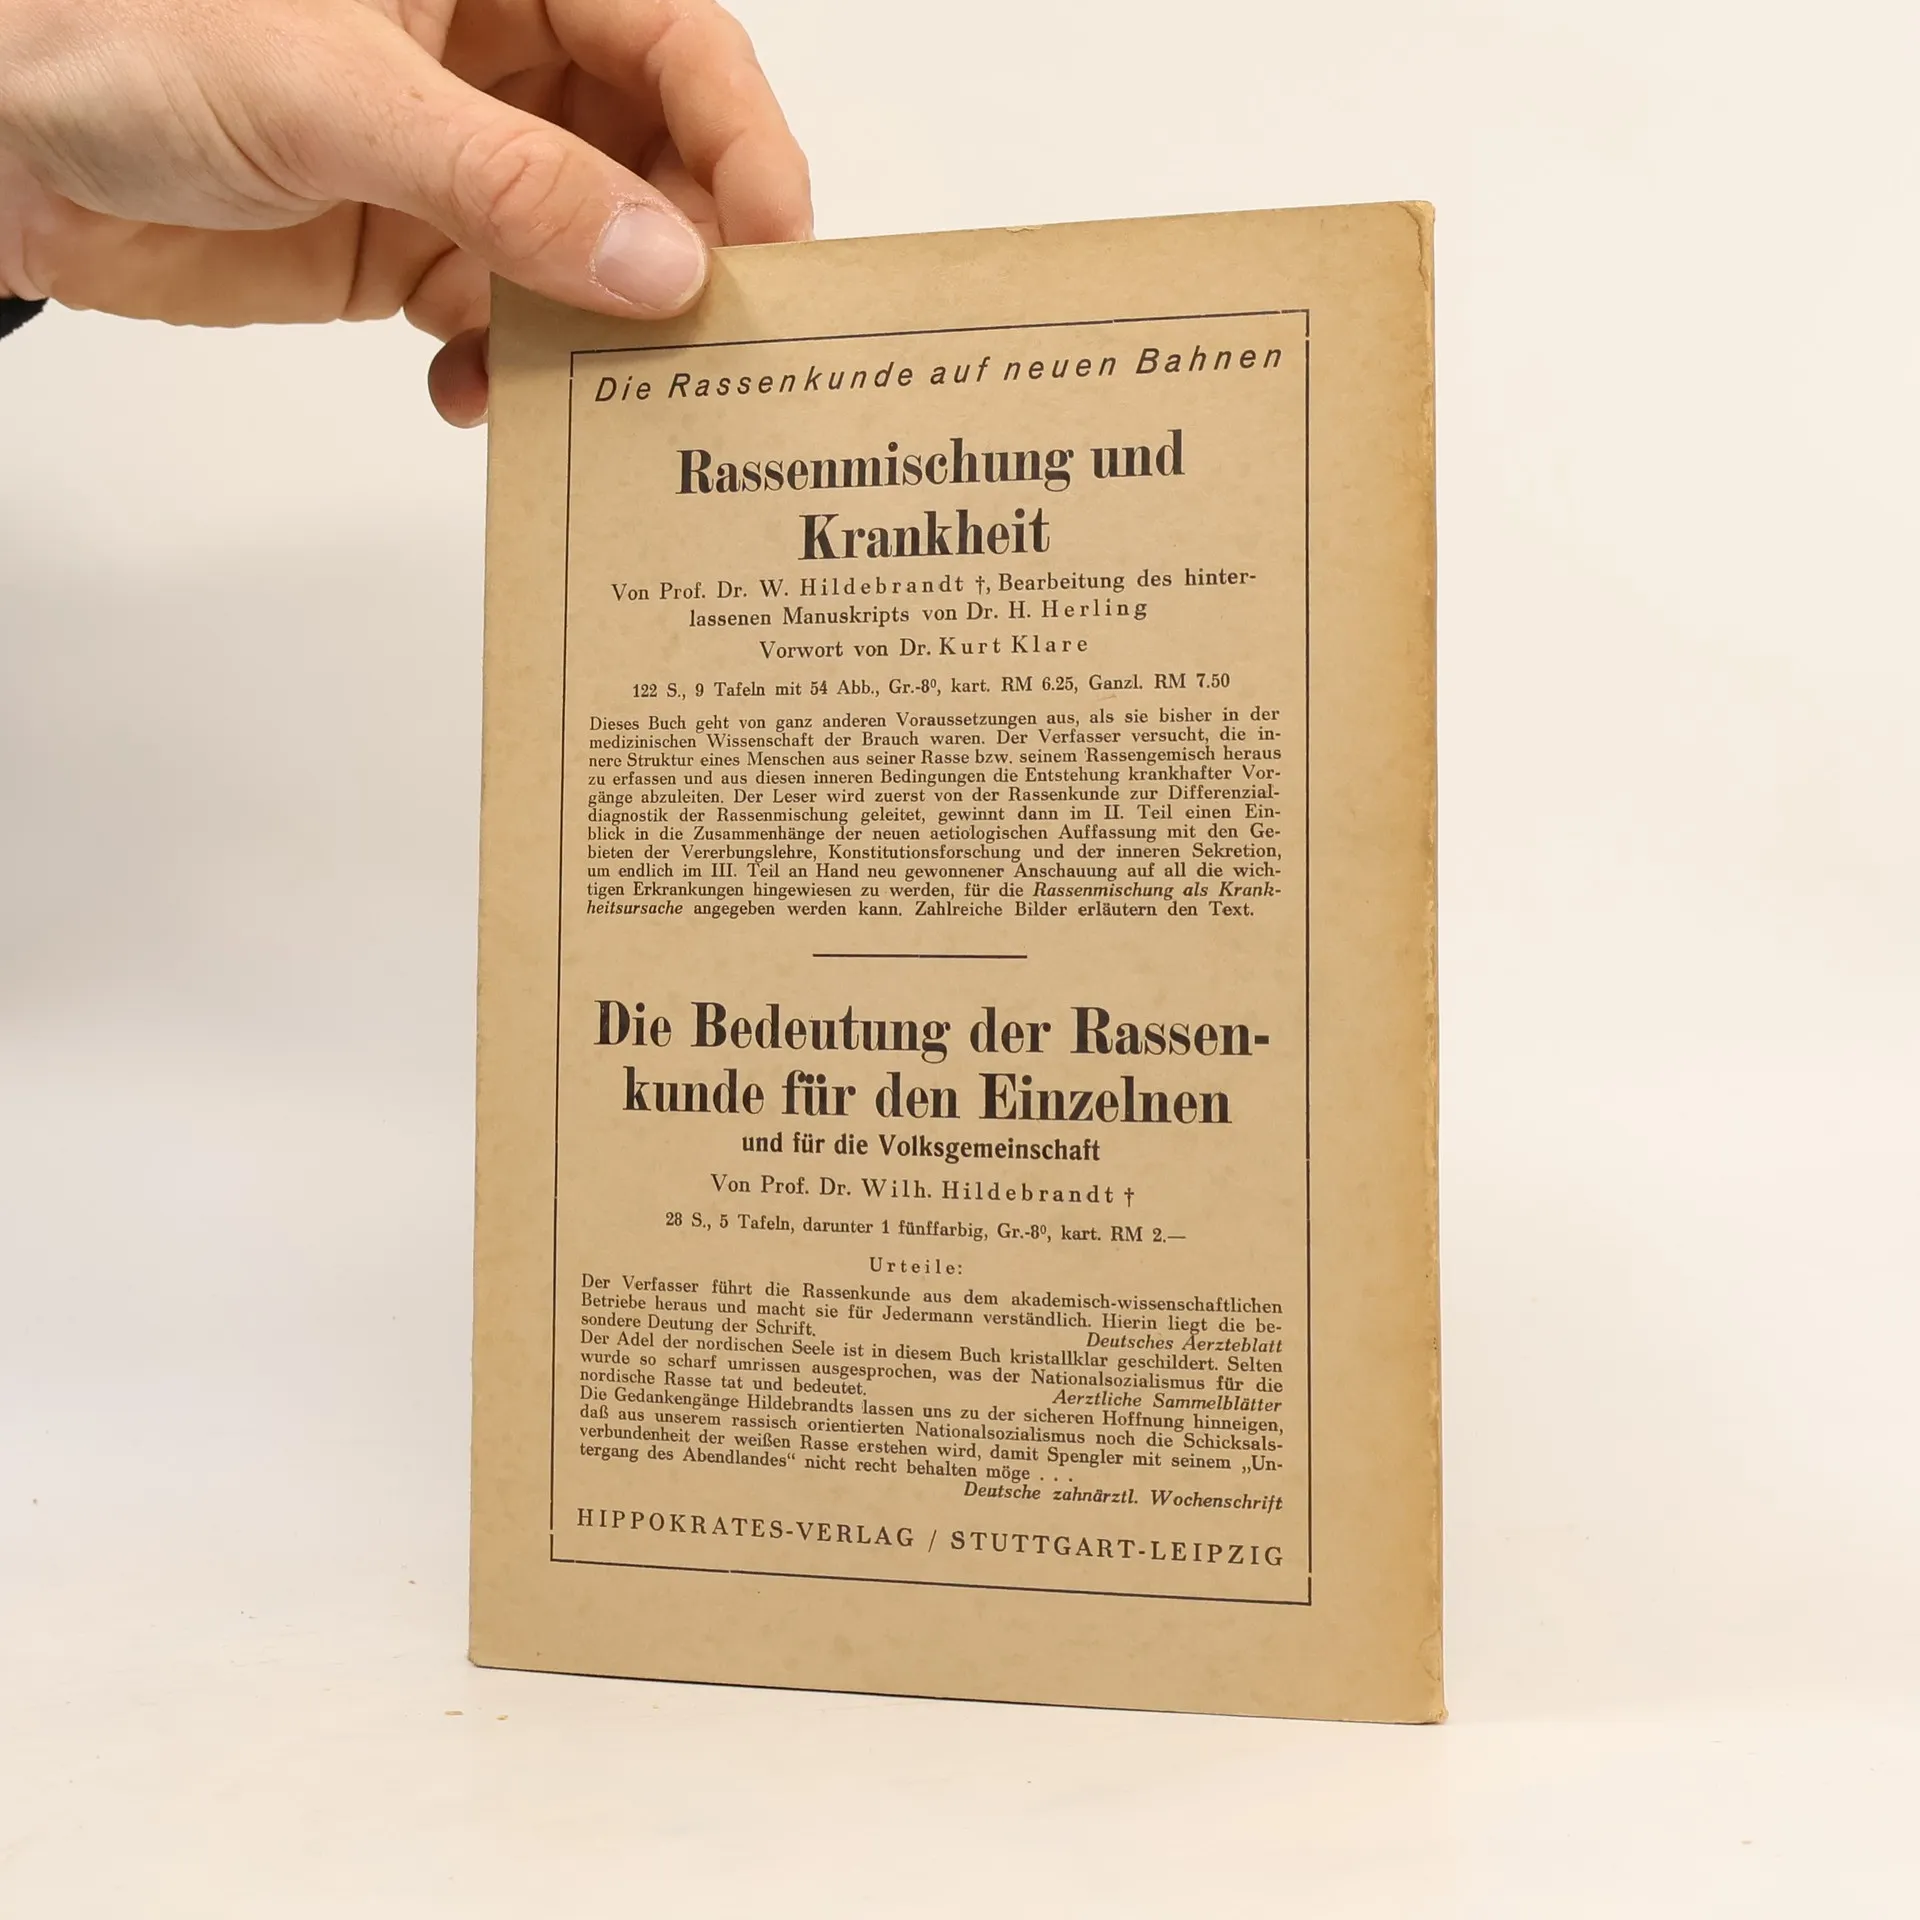 Die Rassenkunde auf neuen Bahnen
Rassenmischung und
Krankheit
Von Prof. Dr. W. Hildebrandt †, Bearbeitung des hinter-
lassenen Manuskripts von Dr. H. Herling
Vorwort von Dr. Kurt Klare
122 S., 9 Tafeln mit 54 Abb., Gr.-8⁰, kart. RM 6.25, Ganzl. RM 7.50
Dieses Buch geht von ganz anderen Voraussetzungen aus, als sie bisher in der
medizinischen Wissenschaft der Brauch waren. Der Verfasser versucht, die in-
nere Struktur eines Menschen aus seiner Rasse bzw. seinem Rassengemisch heraus
zu erfassen und aus diesen inneren Bedingungen die Entstehung krankhafter Vor-
gänge abzuleiten. Der Leser wird zuerst von der Rassenkunde zur Differenzial-
diagnostik der Rassenmischung geleitet, gewinnt dann im II. Teil einen Ein-
blick in die Zusammenhänge der neuen aetiologischen Auffassung mit den Ge-
bieten der Vererbungslehre, Konstitutionsforschung und der inneren Sekretion,
um endlich im III. Teil an Hand neu gewonnener Anschauung auf all die wich-
tigen Erkrankungen hingewiesen zu werden, für die Rassenmischung als Krank-
heitsursache angegeben werden kann. Zahlreiche Bilder erläutern den Text.
Die Bedeutung der Rassen-
kunde für den Einzelnen
und für die Volksgemeinschaft
Von Prof. Dr. Wilh. Hildebrandt †
28 S., 5 Tafeln, darunter 1 fünffarbig, Gr.-8⁰, kart. RM 2.—
Urteile:
Der Verfasser führt die Rassenkunde aus dem akademisch-wissenschaftlichen
Betriebe heraus und macht sie für Jedermann verständlich. Hierin liegt die be-
sondere Deutung der Schrift. Deutsches Aerzteblatt
Der Adel der nordischen Seele ist in diesem Buch kristallklar geschildert. Selten
wurde so scharf umrissen ausgesprochen, was der Nationalsozialismus für die
nordische Rasse tat und bedeutet. Aerztliche Sammelblätter
Die Gedankengänge Hildebrandts lassen uns zu der sicheren Hoffnung hinneigen,
daß aus unserem rassisch orientierten Nationalsozialismus noch die Schicksals-
verbundenheit der weißen Rasse erstehen wird, damit Spengler mit seinem „Un-
tergang des Abendlandes“ nicht recht behalten möge . . .
Deutsche zahnärztl. Wochenschrift
HIPPOKRATES-VERLAG / STUTTGART-LEIPZIG